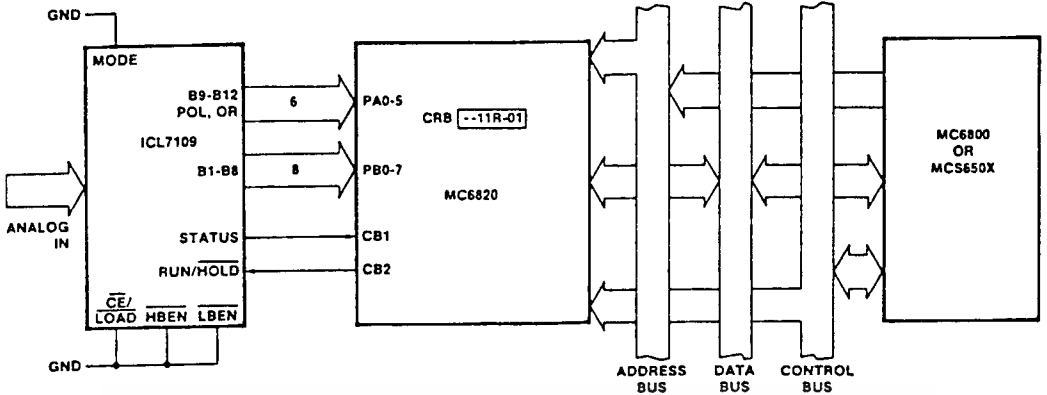 GND
MODE
B9-B12
POL, OR
6
PA0-5
ICL7109
B1-B8
8
PB0-7
STATUS
CB1
RUN/HOLD
CB2
ANALOG
IN
CE/
LOAD
HBEN
LBEN
GND
CRB --11R-01
MC6820
MC6800
OR
MCS650X
ADDRESS
BUS
DATA
BUS
CONTROL
BUS